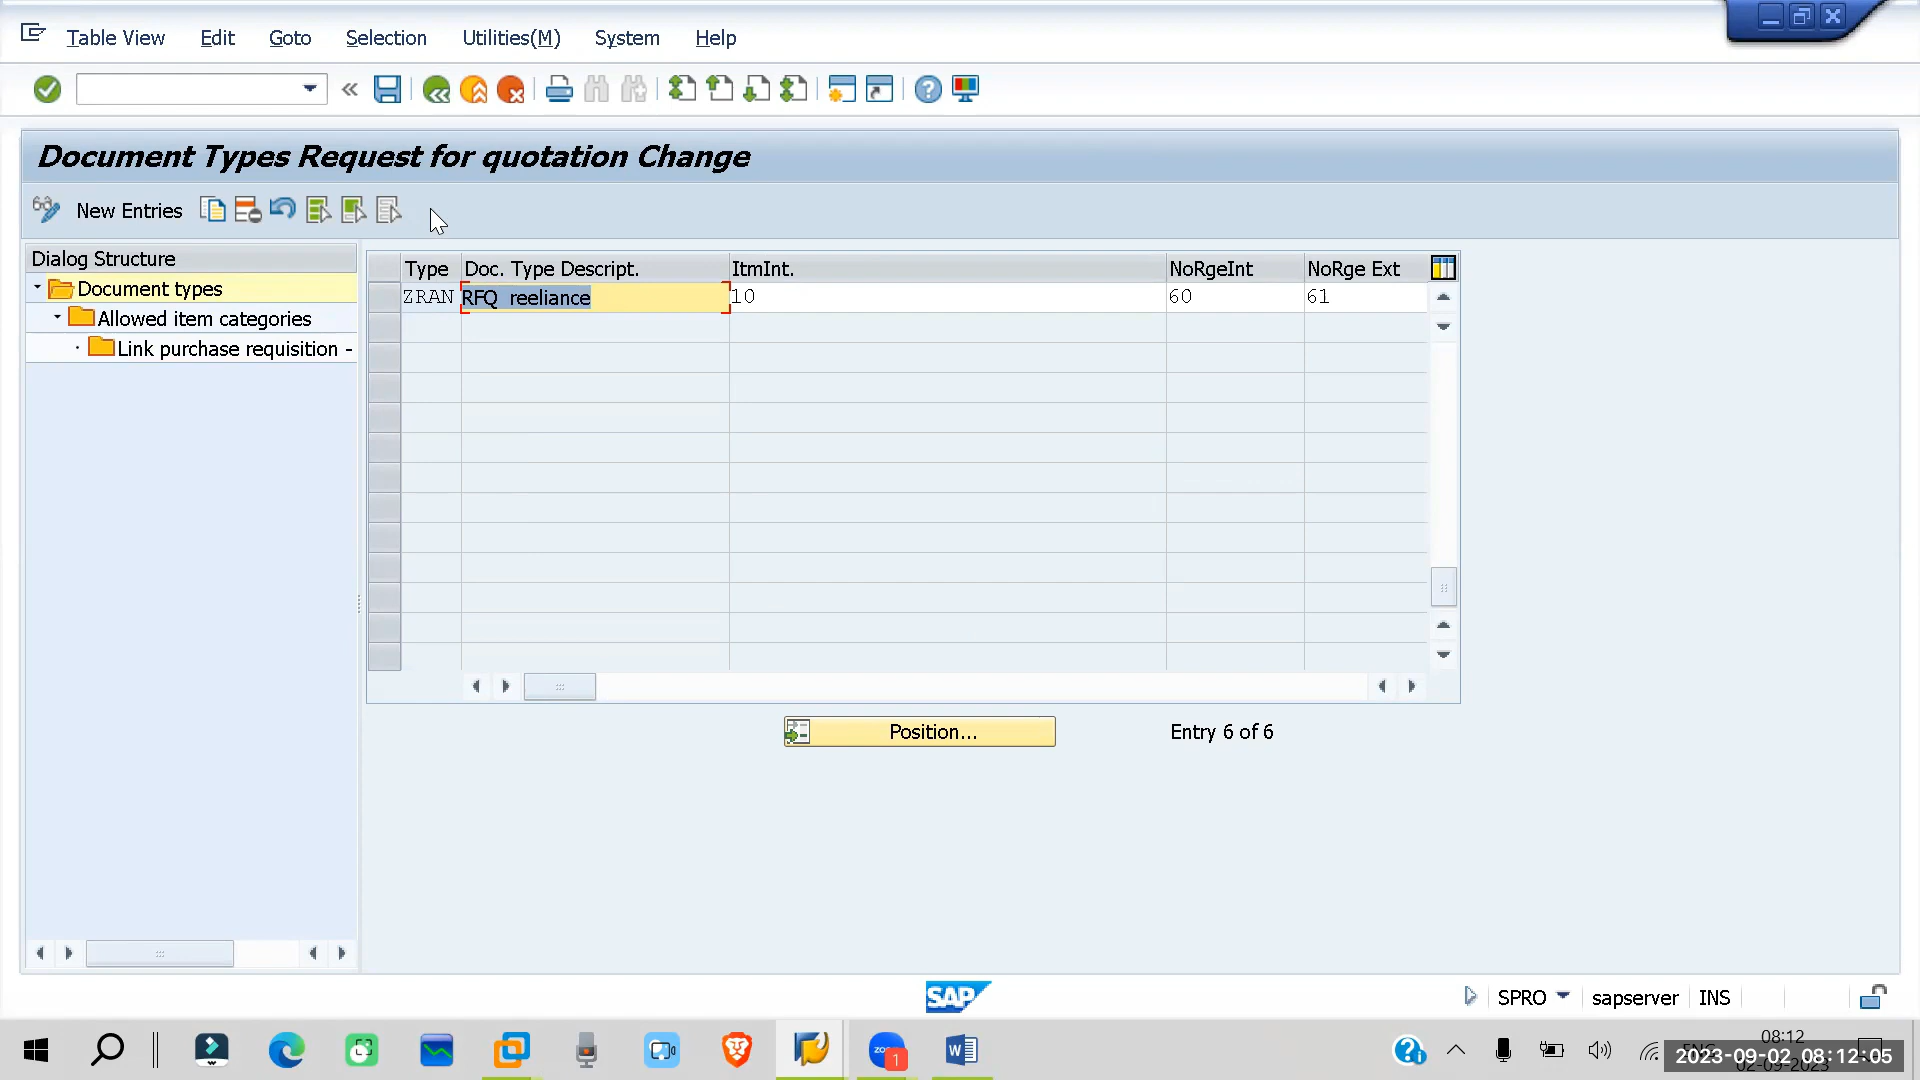 Table View Edit Goto Selection Utilities(M) System Help
Document Types Request for quotation Change
New Entries
Dialog Structure
Document types
Allowed item categories
Link purchase requisition -
Type Doc. Type Descript. ItmInt. NoRgeInt NoRge Ext
ZRAN RFQ reeliance 10 60 61
Position... Entry 6 of 6
SAP
SPRO sapserver INS
1
08:12
2023-09-02 08:12:05